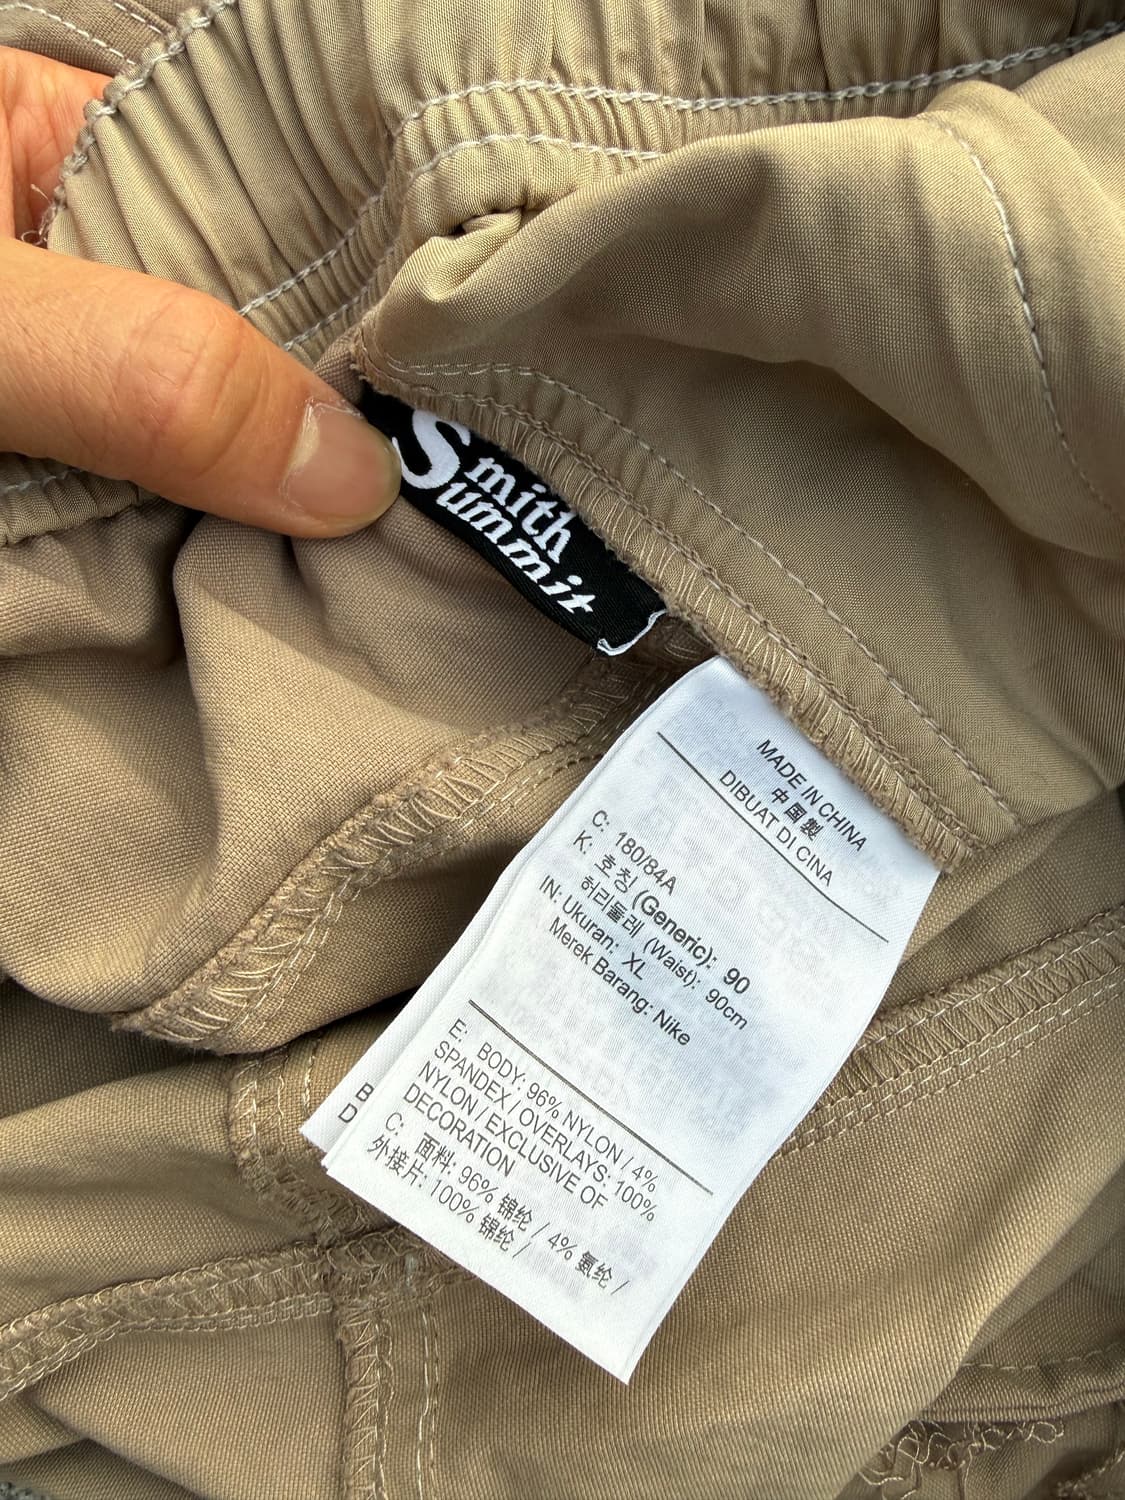 Smith
Summit
MADE IN CHINA
中国製
DIBUAT DI CINA
C: 180/84A
K: 호칭 (Generic): 90
허리둘레 (Waist): 90cm
IN: Ukuran: XL
Merek Barang: Nike
E: BODY: 96% NYLON / 4%
SPANDEX / OVERLAYS: 100%
NYLON / EXCLUSIVE OF
DECORATION
C: 面料: 96% 锦纶 / 4% 氨纶 /
外接片: 100% 锦纶 /
B
D